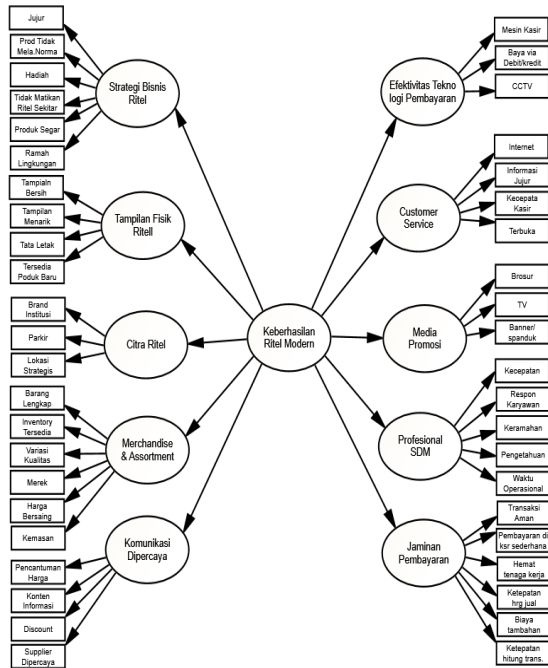 Jujur
Prod Tidak
Mela.Norma
Hadiah
Tidak Matikan
Ritel Sekitar
Produk Segar
Ramah
Lingkungan
Strategi Bisnis
Ritel
Tampialn
Bersih
Tampilan
Menarik
Tata Letak
Tersedia
Poduk Baru
Tampilan Fisik
Ritell
Brand
Institusi
Parkir
Lokasi
Strategis
Citra Ritel
Barang
Lengkap
Inventory
Tersedia
Variasi
Kualitas
Merek
Harga
Bersaing
Kemasan
Merchandise
& Assortment
Pencantuman
Harga
Konten
Informasi
Discount
Supplier
Dipercaya
Komunikasi
Dipercaya
Keberhasilan
Ritel Modern
Efektivitas Tekno
logi Pembayaran
Mesin Kasir
Baya via
Debit/kredit
CCTV
Customer
Service
Internet
Informasi
Jujur
Keoepata
Kasir
Terbuka
Media
Promosi
Brosur
TV
Banner/
spanduk
Profesional
SDM
Keoepatan
Respon
Karyawan
Keramahan
Pengetahuan
Waktu
Operasional
Jaminan
Pembayaran
Transaksi
Aman
Pembayaran di
ksr sederhana
Hemat
tenaga kerja
Ketepatan
hrg jual
Biaya
tambahan
Ketepatan
hitung trans.